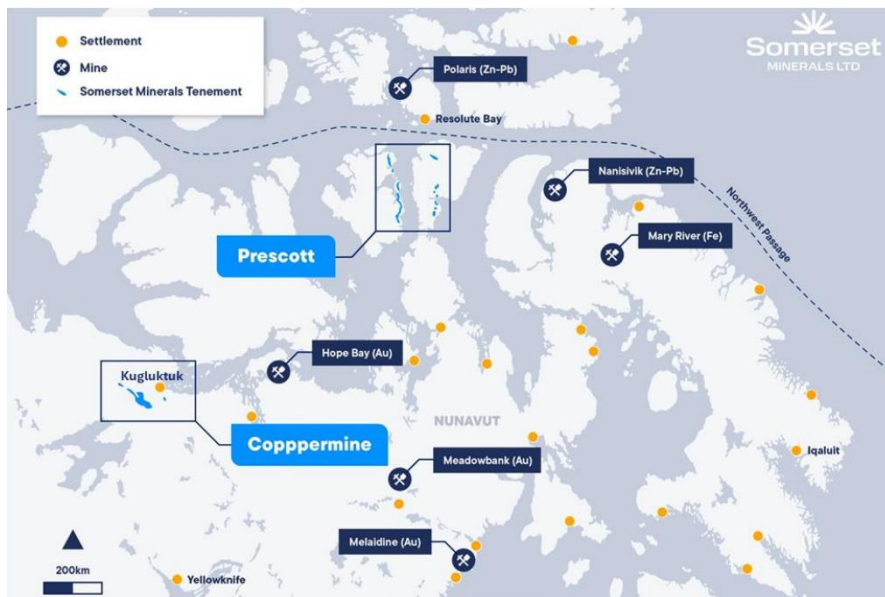 Settlement
Mine
Somerset Minerals Tenement
Somerset
MINERALS LTD
Polaris (Zn-Pb)
Resolute Bay
Nanisivik (Zn-Pb)
Mary River (Fe)
Northwest Passage
Prescott
Hope Bay (Au)
Kugluktuk
NUNAVUT
Copppermine
Meadowbank (Au)
Iqaluit
Melaidine (Au)
200km
Yellowknife